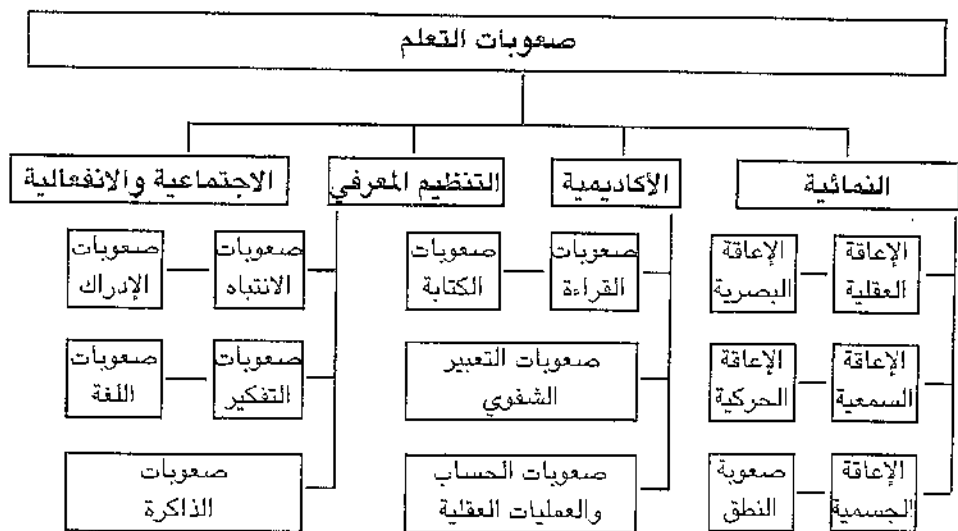 صعوبات التعلم
النمائية
الأكاديمية
التنظيم المعرفي
الاجتماعية والانفعالية
الإعاقة
العقلية
الإعاقة
البصرية
صعوبات
القراءة
صعوبات
الكتابة
صعوبات
الانتباه
صعوبات
الإدراك
الإعاقة
السمعية
الإعاقة
الحركية
صعوبات التعبير
الشفوي
صعوبات
التفكير
صعوبات
اللغة
الإعاقة
الجسمية
صعوبة
النطق
صعوبات الحساب
والعمليات العقلية
صعوبات
الذاكرة